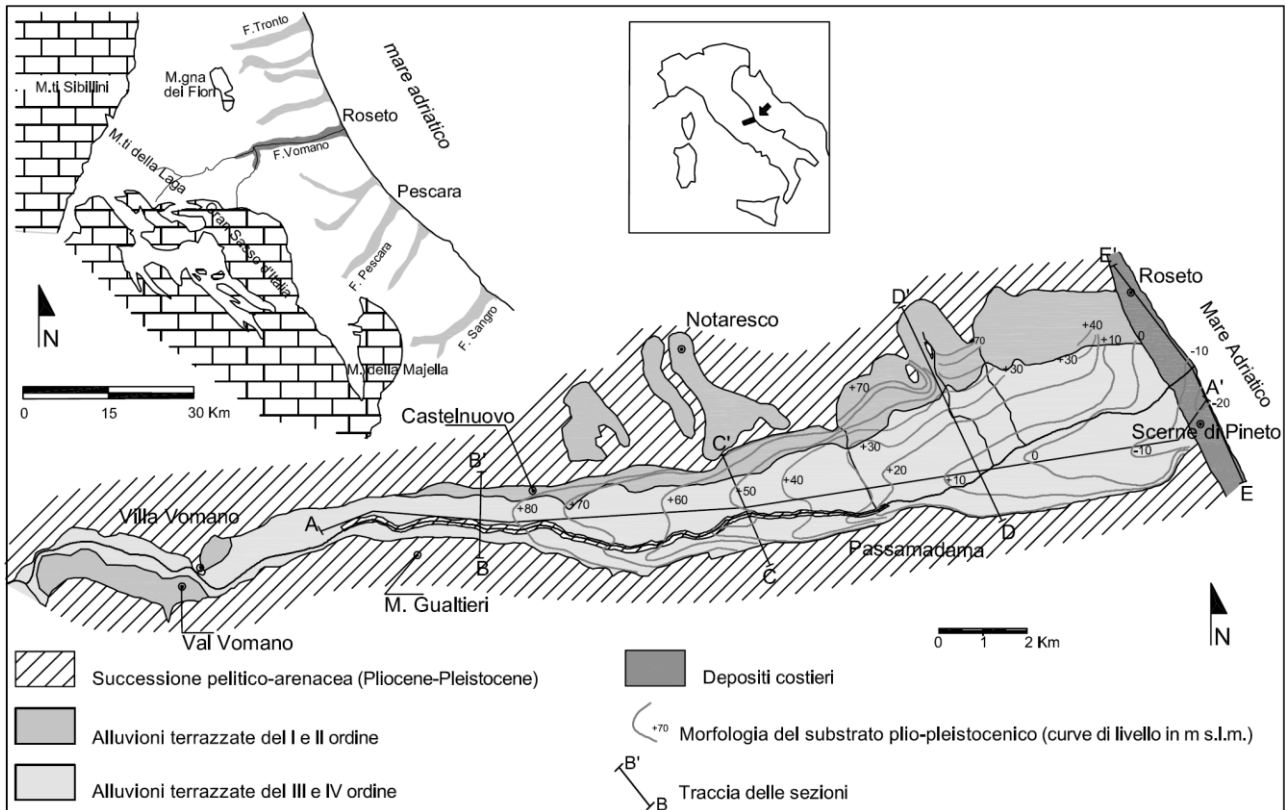 F.Tronto
mare adriatico
M.ti Sibillini
M.gna
dei Fiori
Roseto
M.ti della Laga
F.Vomano
Pescara
Gran Sasso d'Italia
F. Pescara
F. Sangro
M. della Majella
N
0 15 30 Km
E'
Roseto
D'
Mare Adriatico
Notaresco
+40
+10
0
-10
+70
+30
+30
A'
-20
+70
Castelnuovo
Scerne di Pineto
C'
+30
B'
+20
0
-10
+40
+10
+50
E
+60
+70
+80
Villa Vomano
A
D
Passamadama
B
C
M. Gualtieri
Val Vomano
N
0 1 2 Km
Successione pelitico-arenacea (Pliocene-Pleistocene)
Depositi costieri
Alluvioni terrazzate del I e II ordine
+70
Morfologia del substrato plio-pleistocenico (curve di livello in m s.l.m.)
Alluvioni terrazzate del III e IV ordine
B'
B
Traccia delle sezioni